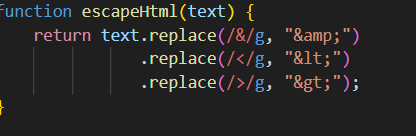 function escapeHtml(text) {
return text.replace(/&/g, "&amp;")
.replace(/</g, "&lt;")
.replace(/>/g, "&gt;");
}